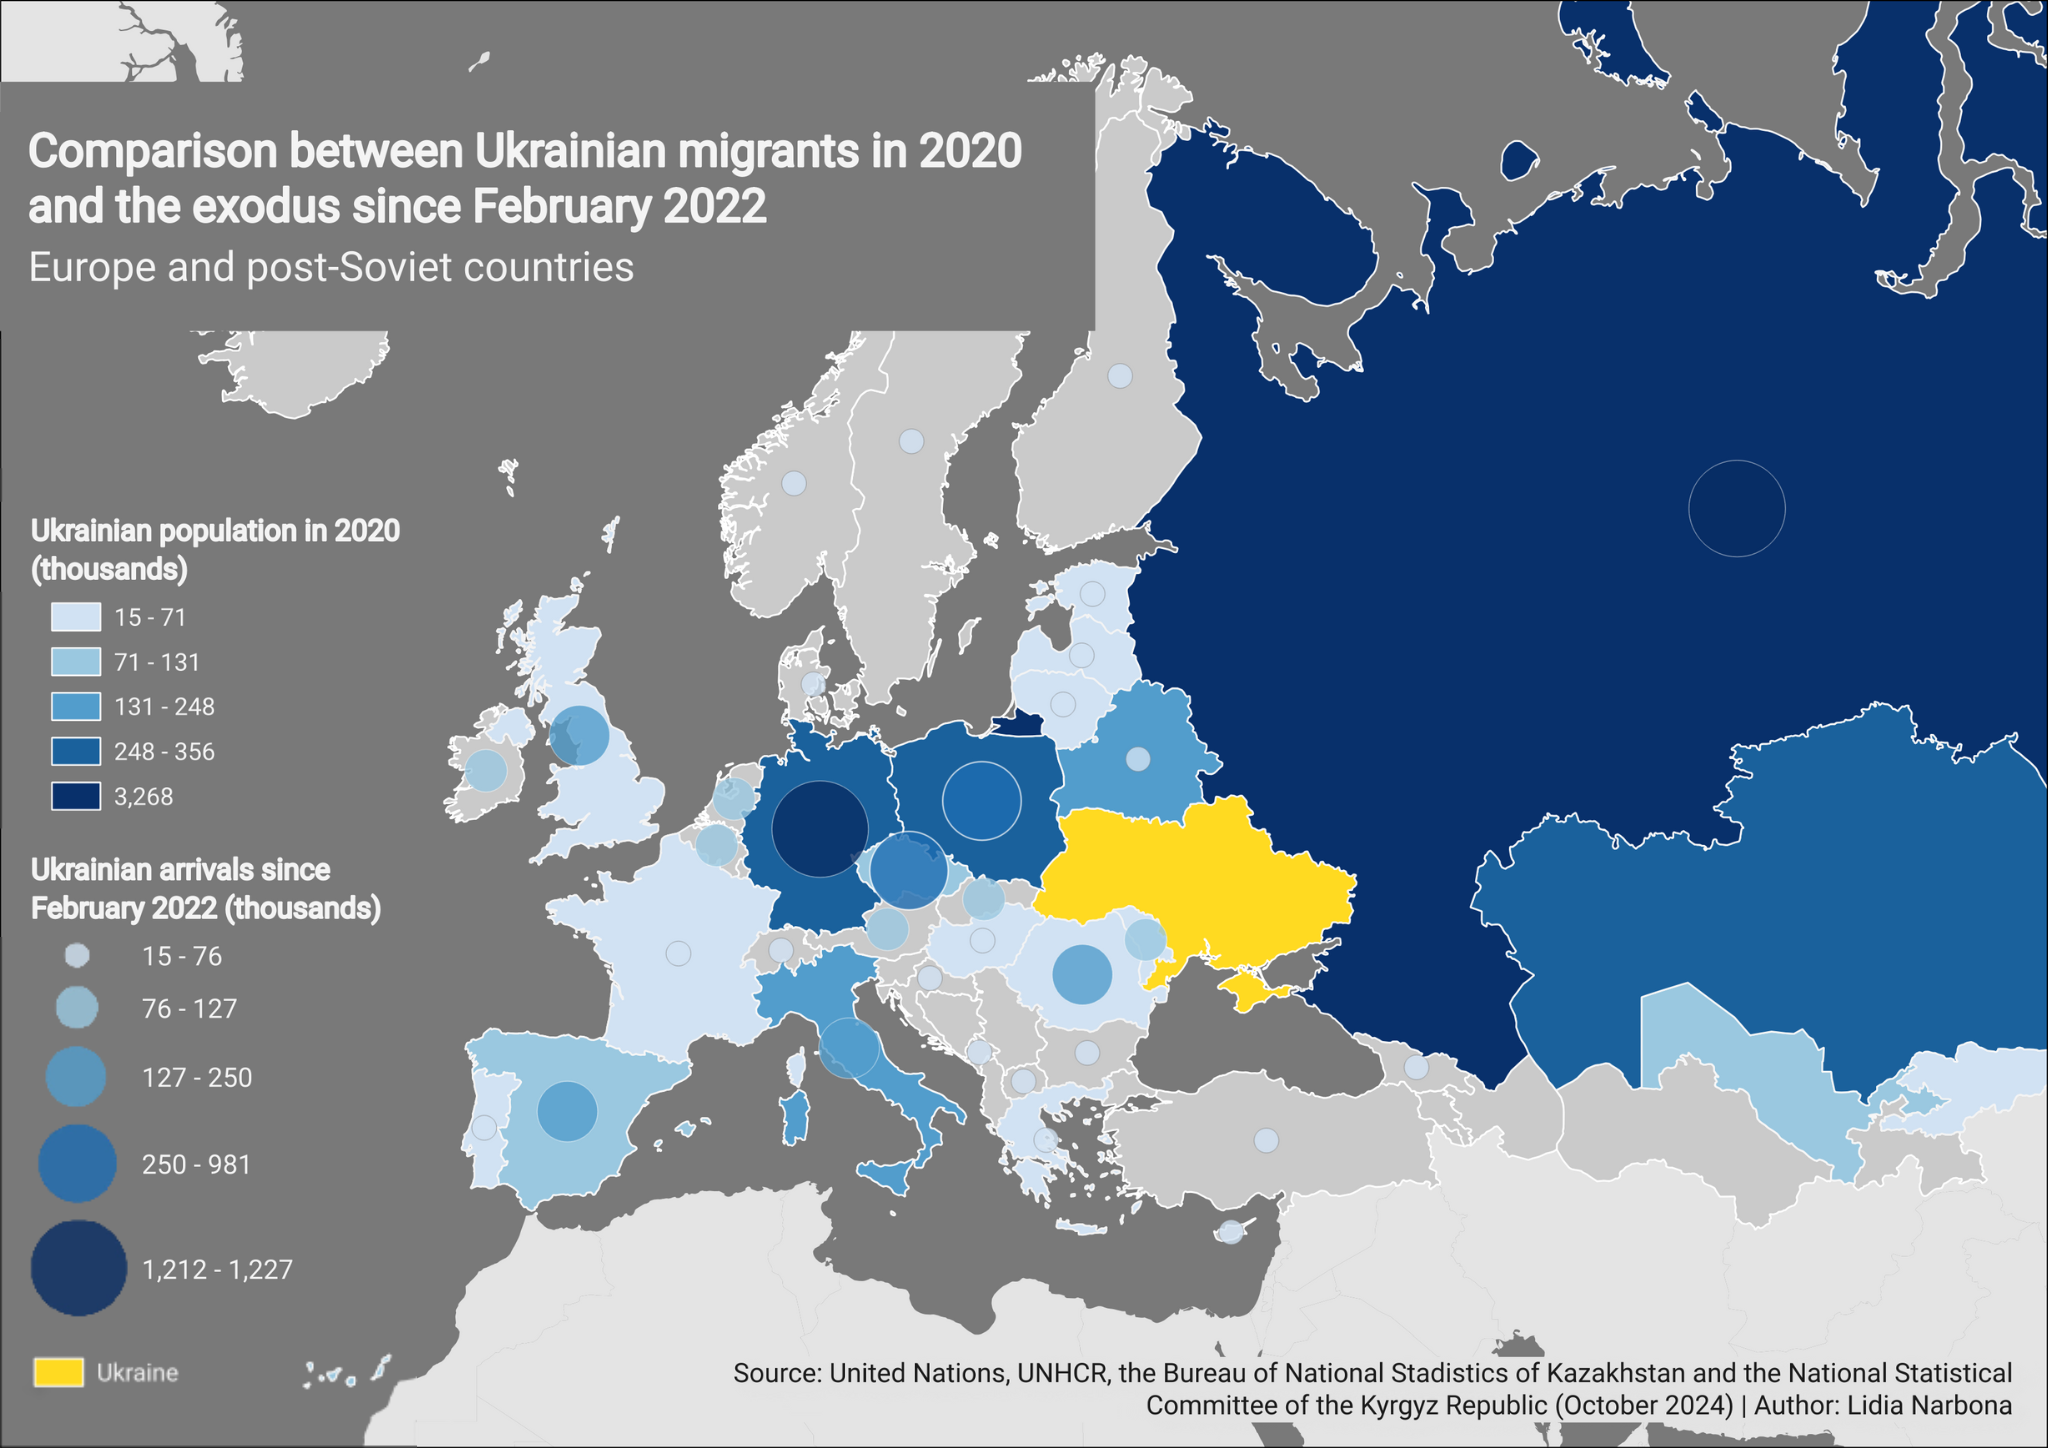 Comparison between Ukrainian migrants in 2020
and the exodus since February 2022
Europe and post-Soviet countries
Ukrainian population in 2020
(thousands)
15 - 71
71 - 131
131 - 248
248 - 356
3,268
Ukrainian arrivals since
February 2022 (thousands)
15 - 76
76 - 127
127 - 250
250 - 981
1,212 - 1,227
Ukraine
Source: United Nations, UNHCR, the Bureau of National Stadistics of Kazakhstan and the National Statistical
Committee of the Kyrgyz Republic (October 2024) | Author: Lidia Narbona